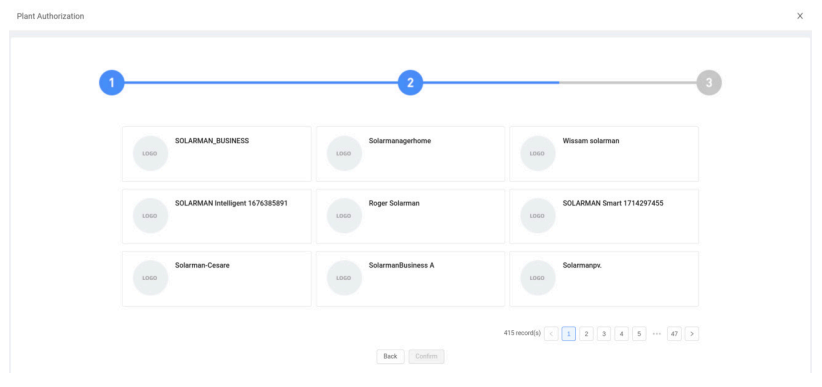 Plant Authorization
1
2
3
LOGO SOLARMAN_BUSINESS
LOGO Solarmanagerhome
LOGO Wissam solarman
LOGO SOLARMAN Intelligent 1676385891
LOGO Roger Solarman
LOGO SOLARMAN Smart 1714297455
LOGO Solarman-Cesare
LOGO SolarmanBusiness A
LOGO Solarmanpv.
415 record(s) < 1 2 3 4 5 ••• 47 >
Back Confirm